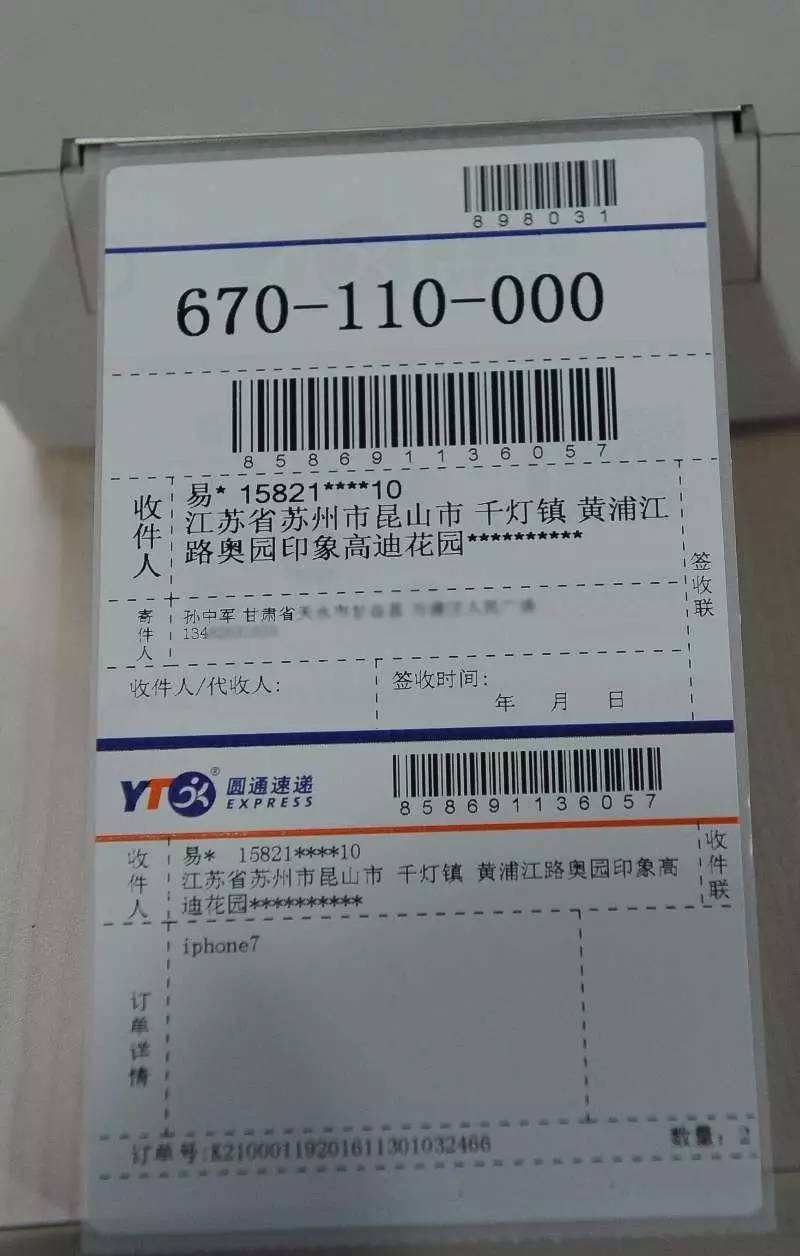 898031
670-110-000
858691136057
收件人
易* 15821****10
江苏省苏州市昆山市 千灯镇 黄浦江
路奥园印象高迪花园**********
签收联
寄件人
孙中军 甘肃省
134
收件人/代收人:
签收时间:
年 月 日
YTO ® 圆通速递
EXPRESS
858691136057
收件人
易* 15821****10
江苏省苏州市昆山市 千灯镇 黄浦江路奥园印象高
迪花园**********
收件联
订单详情
iphone7
订单号:K21000119201611301032466
数量: 2